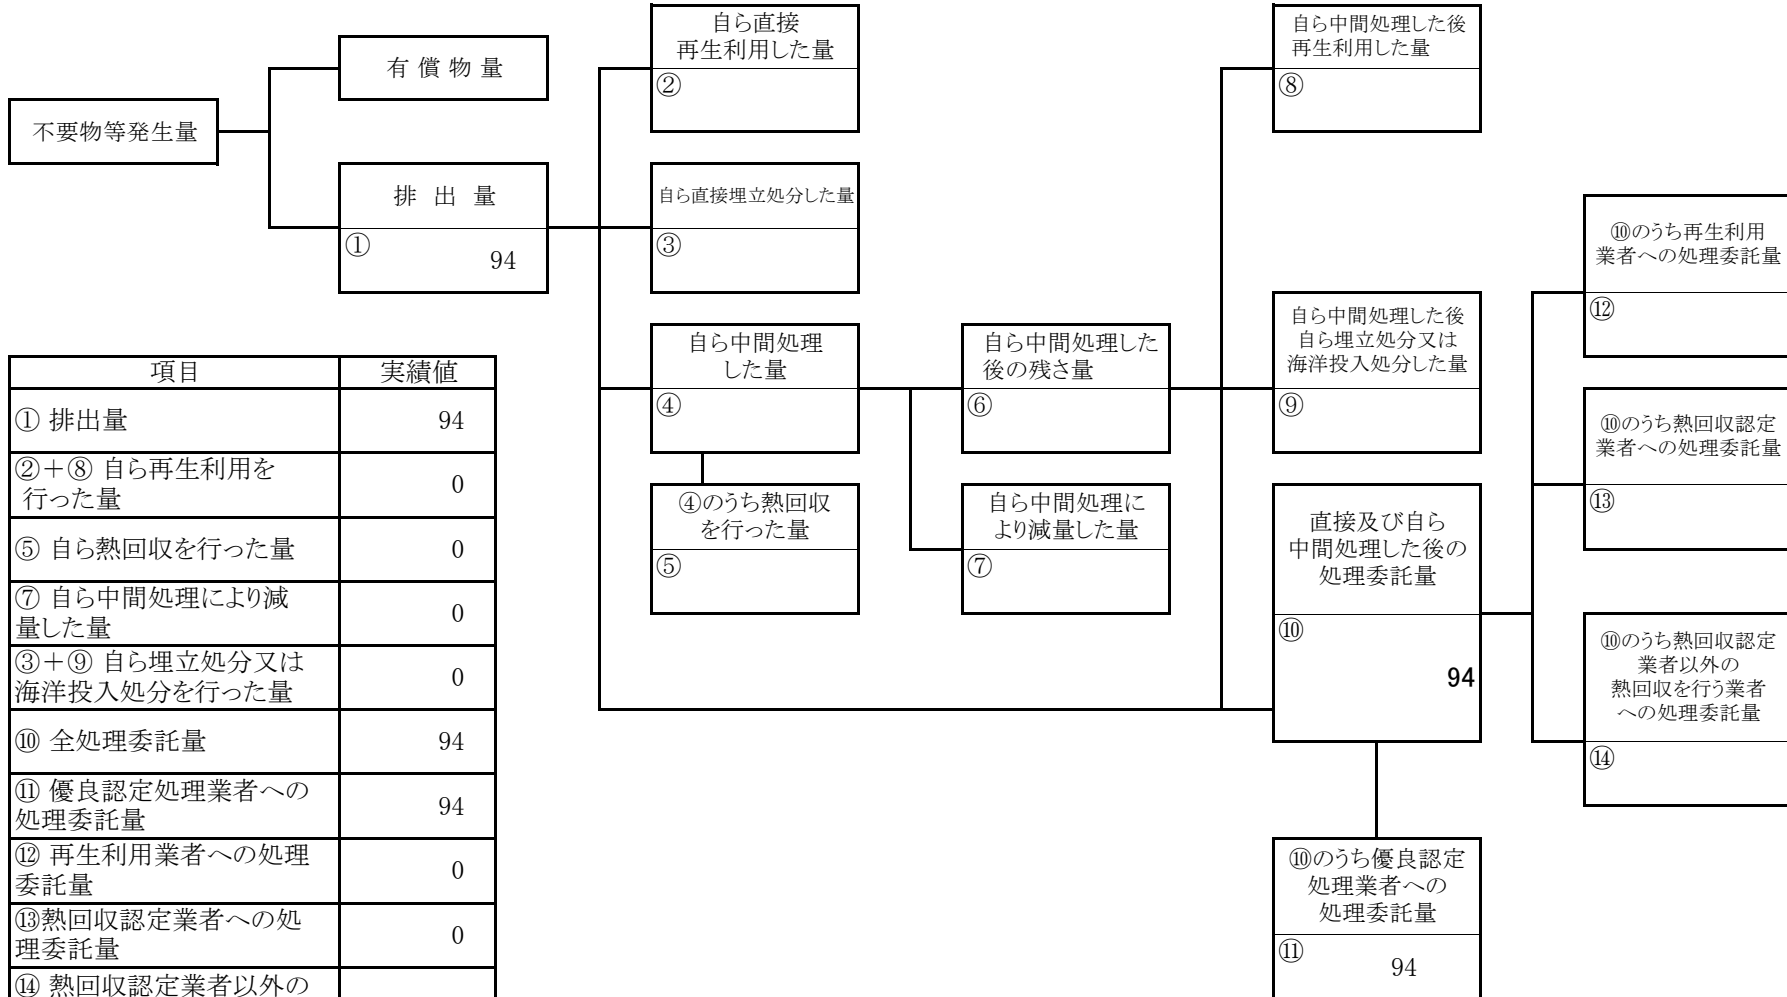 不要物等発生量
有 償 物 量
排 出 量
①
94
自ら直接
再生利用した量
②
自ら直接埋立処分した量
③
自ら中間処理
した量
④
④のうち熱回収
を行った量
⑤
自ら中間処理した
後の残さ量
⑥
自ら中間処理に
より減量した量
⑦
自ら中間処理した後
再生利用した量
⑧
自ら中間処理した後
自ら埋立処分又は
海洋投入処分した量
⑨
直接及び自ら
中間処理した後の
処理委託量
⑩
94
⑩のうち優良認定
処理業者への
処理委託量
⑪
94
⑩のうち再生利用
業者への処理委託量
⑫
⑩のうち熱回収認定
業者への処理委託量
⑬
⑩のうち熱回収認定
業者以外の
熱回収を行う業者
への処理委託量
⑭
項目 実績値
① 排出量 94
②+⑧ 自ら再生利用を
行った量 0
⑤ 自ら熱回収を行った量 0
⑦ 自ら中間処理により減
量した量 0
③+⑨ 自ら埋立処分又は
海洋投入処分を行った量 0
⑩ 全処理委託量 94
⑪ 優良認定処理業者への
処理委託量 94
⑫ 再生利用業者への処理
委託量 0
⑬熱回収認定業者への処
理委託量 0
⑭ 熱回収認定業者以外の